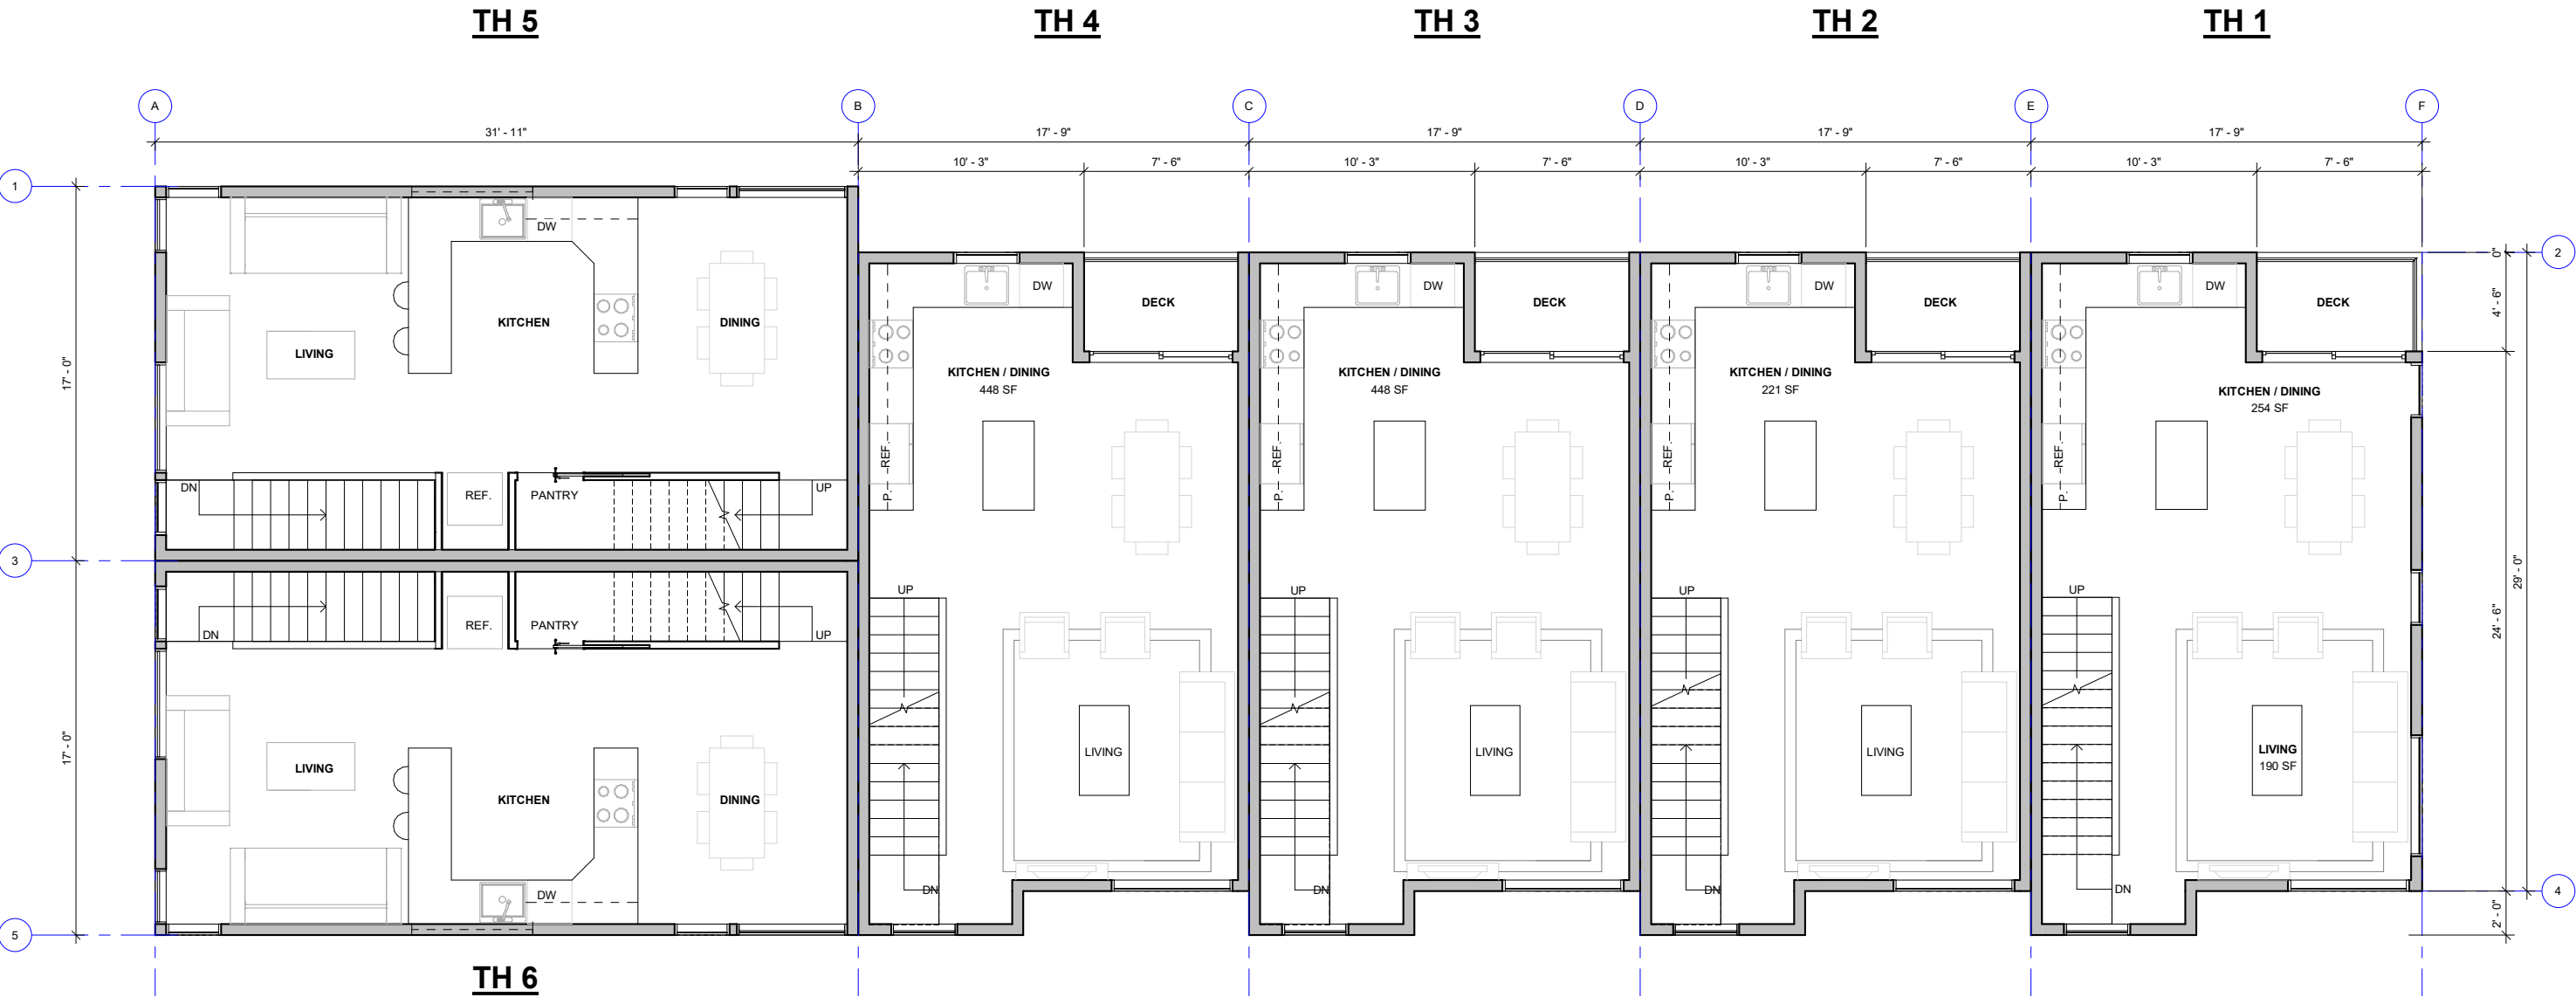 TH 5 TH 4 TH 3 TH 2 TH 1
A B C D E F
31' - 11" 17' - 9" 17' - 9" 17' - 9" 17' - 9"
10' - 3" 7' - 6" 10' - 3" 7' - 6" 10' - 3" 7' - 6" 10' - 3" 7' - 6"
1
2
DW
DW DW DW DW
DECK DECK DECK DECK
0"
4' - 6"
KITCHEN DINING
LIVING
17' - 0"
KITCHEN / DINING KITCHEN / DINING KITCHEN / DINING KITCHEN / DINING
448 SF 448 SF 221 SF 254 SF
REF. REF. REF. REF.
P. P. P. P.
DN REF. PANTRY UP
3
29' - 0"
24' - 6"
UP UP UP UP
DN REF. PANTRY UP
17' - 0"
LIVING
KITCHEN DINING
DW
LIVING LIVING LIVING LIVING
190 SF
DN DN DN DN
4
2' - 0"
5
TH 6